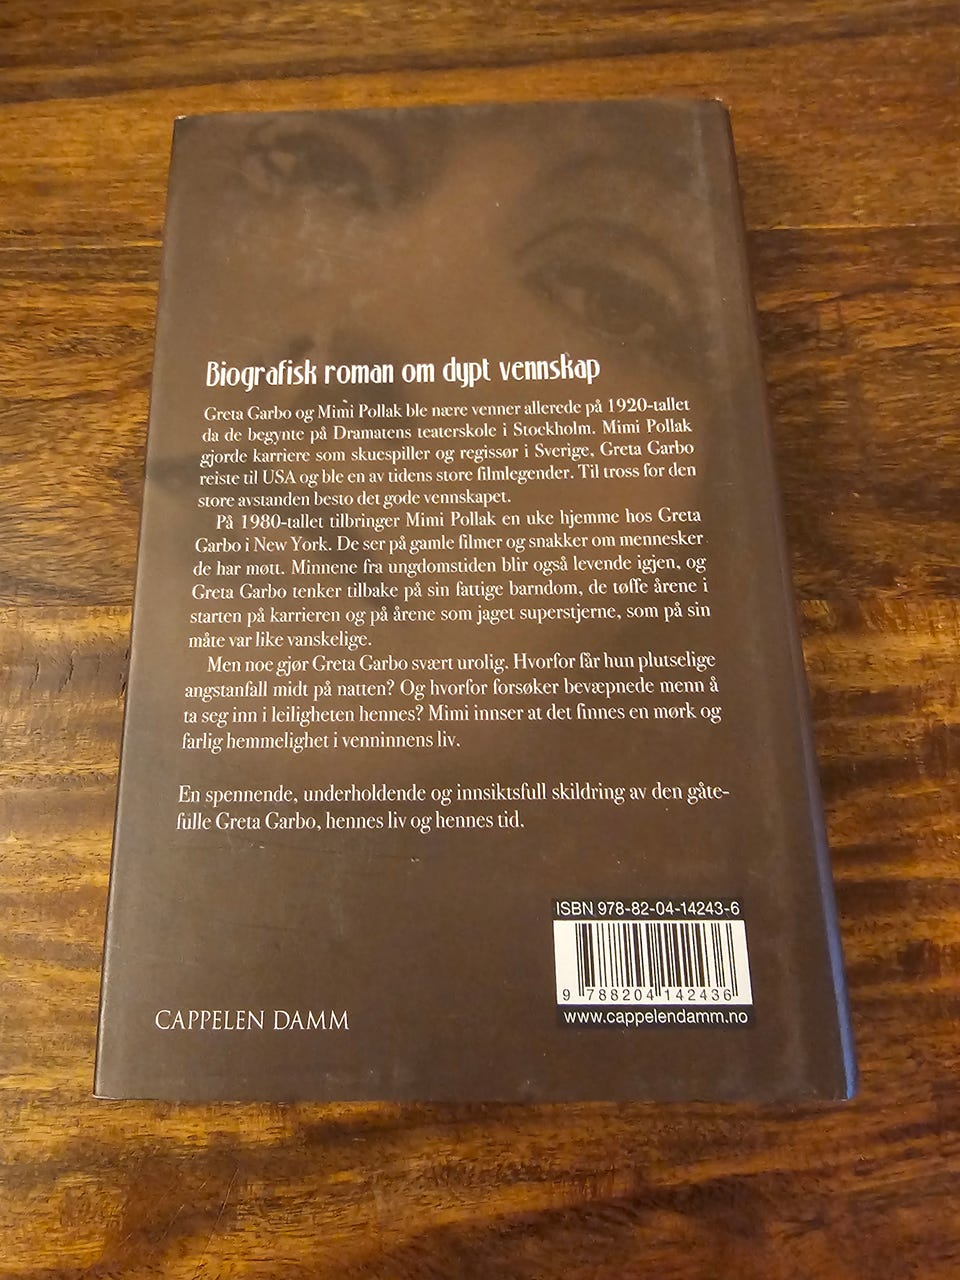 Biografisk roman om dypt vennskap
Greta Garbo og Mimi Pollak ble nære venner allerede på 1920-tallet
da de begynte på Dramatens teaterskole i Stockholm. Mimi Pollak
gjorde karriere som skuespiller og regissør i Sverige, Greta Garbo
reiste til USA og ble en av tidens store filmlegender. Til tross for den
store avstanden besto det gode vennskapet.
På 1980-tallet tilbringer Mimi Pollak en uke hjemme hos Greta
Garbo i New York. De ser på gamle filmer og snakker om mennesker
de har møtt. Minnene fra ungdomstiden blir også levende igjen, og
Greta Garbo tenker tilbake på sin fattige barndom, de tøffe årene i
starten på karrieren og på årene som jaget superstjerne, som på sin
måte var like vanskelige.
Men noe gjør Greta Garbo svært urolig. Hvorfor får hun plutselige
angstanfall midt på natten? Og hvorfor forsøker bevæpnede menn å
ta seg inn i leiligheten hennes? Mimi innser at det finnes en mørk og
farlig hemmelighet i venninnens liv.
En spennende, underholdende og innsiktsfull skildring av den gåte-
fulle Greta Garbo, hennes liv og hennes tid.
ISBN 978-82-04-14243-6
9 788204 142436
www.cappelendamm.no
CAPPELEN DAMM